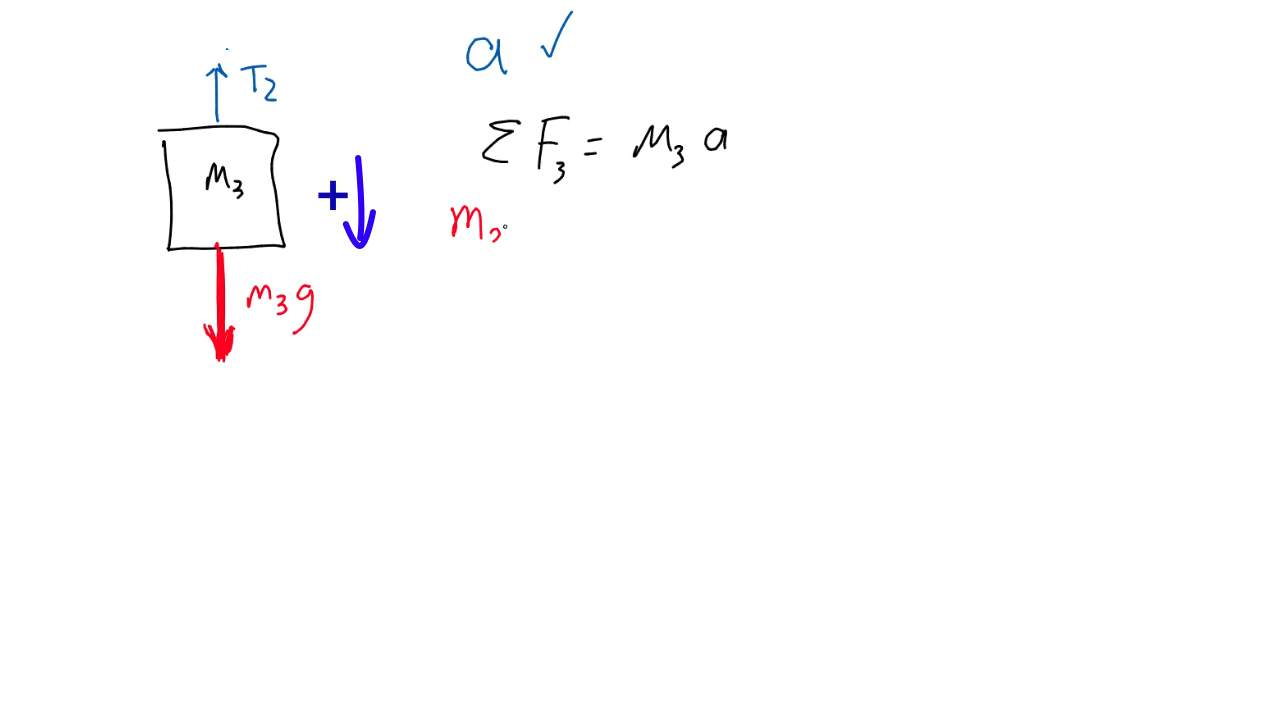 a ✓
T2
ΣF3 = M3 a
M3
+
m
m3g